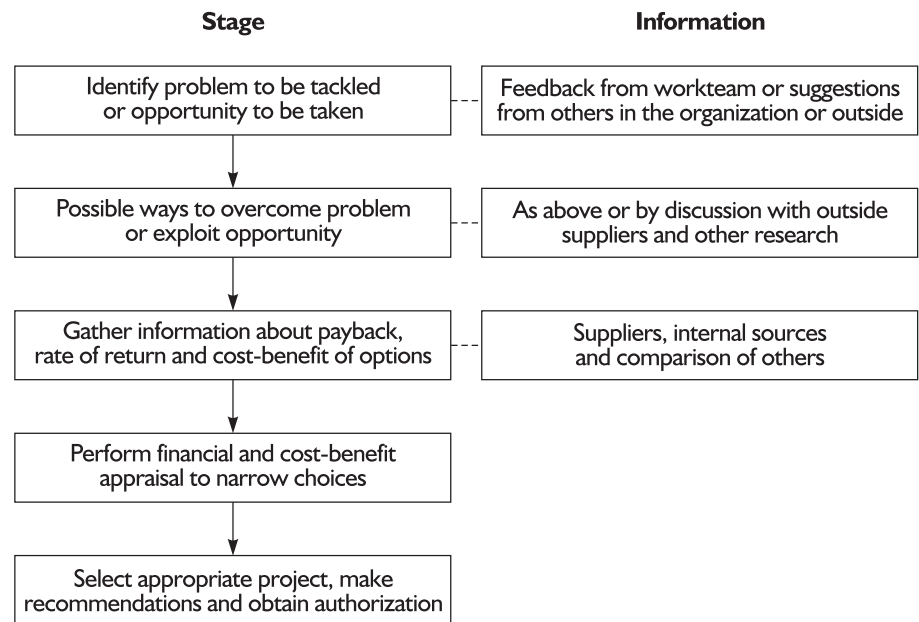 Stage
Information
Identify problem to be tackled
or opportunity to be taken
Feedback from workteam or suggestions
from others in the organization or outside
Possible ways to overcome problem
or exploit opportunity
As above or by discussion with outside
suppliers and other research
Gather information about payback,
rate of return and cost-benefit of options
Suppliers, internal sources
and comparison of others
Perform financial and cost-benefit
appraisal to narrow choices
Select appropriate project, make
recommendations and obtain authorization